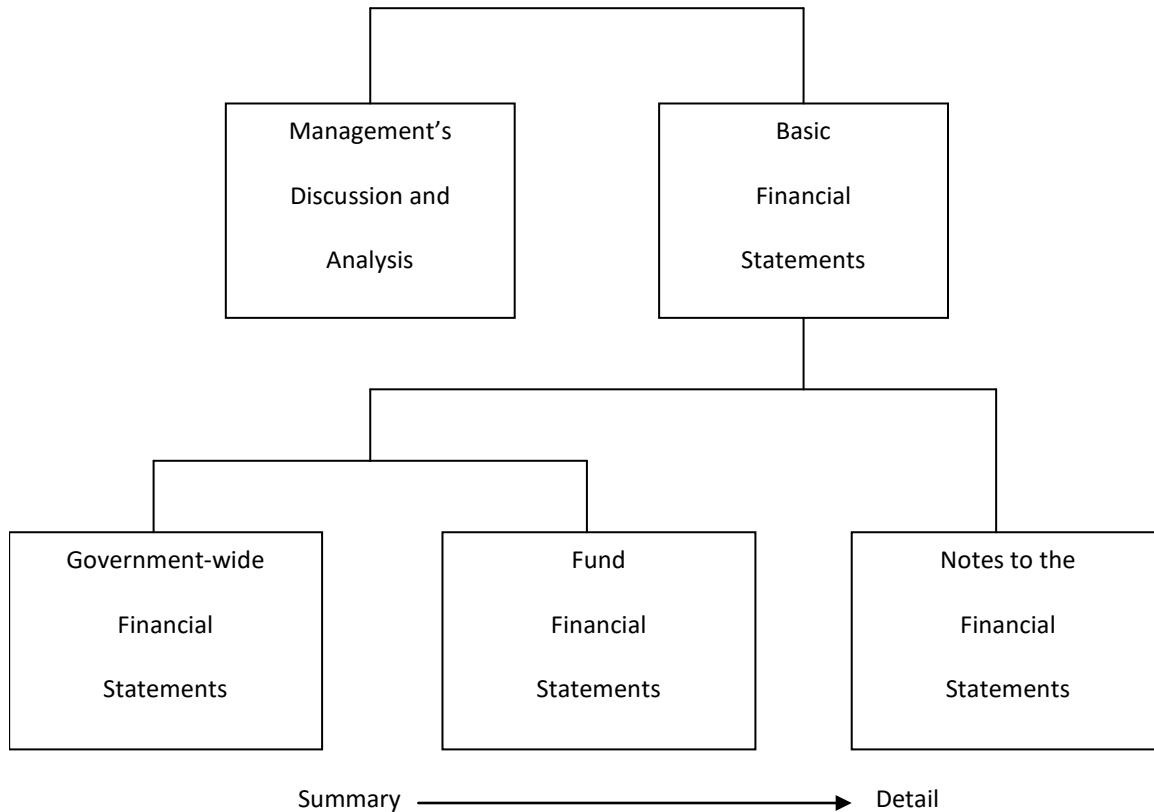 Management’s
Discussion and
Analysis
Basic
Financial
Statements
Government-wide
Financial
Statements
Fund
Financial
Statements
Notes to the
Financial
Statements
Summary
Detail